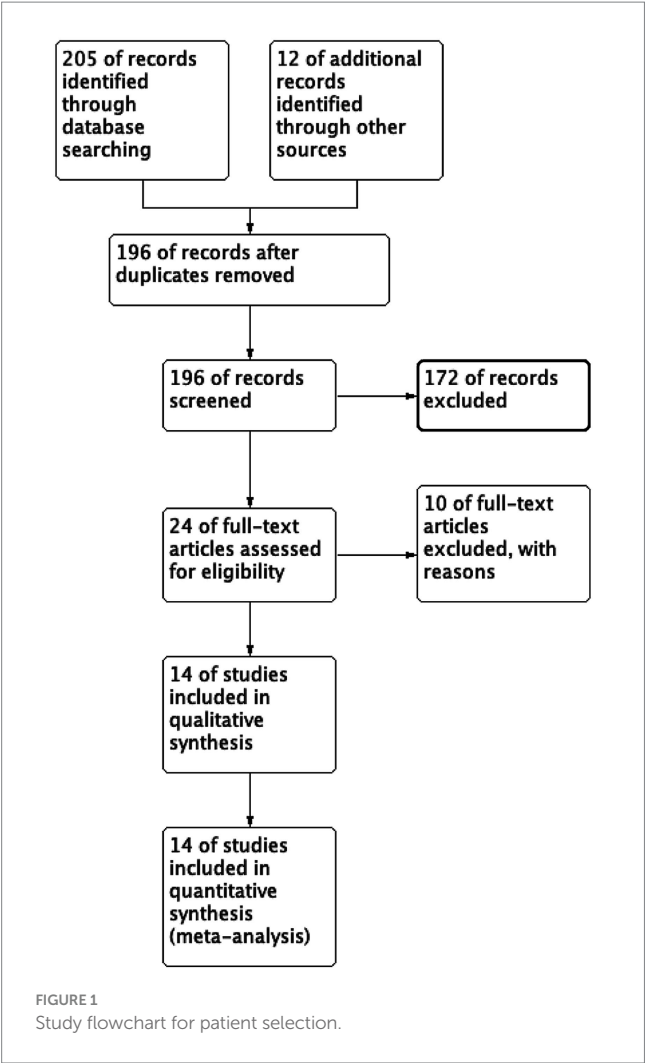 205 of records
identified
through
database
searching
12 of additional
records
identified
through other
sources
196 of records after
duplicates removed
196 of records
screened
172 of records
excluded
24 of full-text
articles assessed
for eligibility
10 of full-text
articles
excluded, with
reasons
14 of studies
included in
qualitative
synthesis
14 of studies
included in
quantitative
synthesis
(meta-analysis)
FIGURE 1
Study flowchart for patient selection.